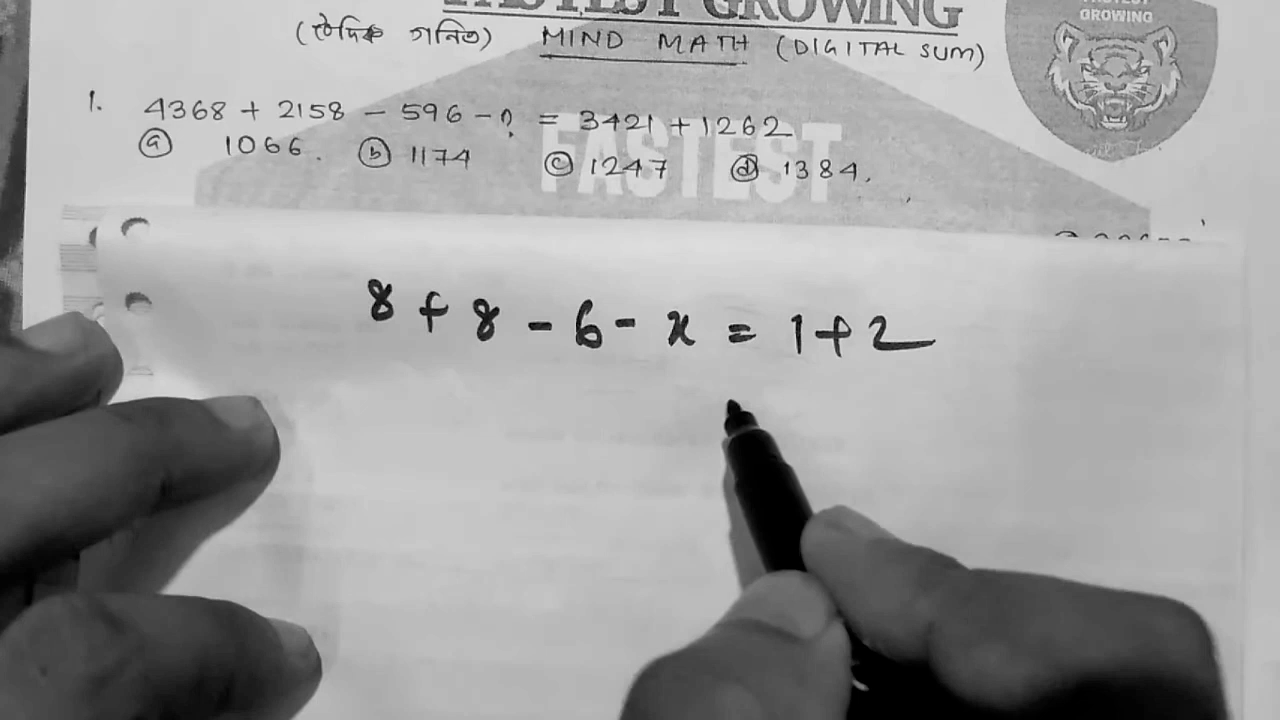 FASTEST GROWING
(বৈদিক গনিত) MIND MATH (DIGITAL SUM)
GROWING
1. 4368 + 2158 - 596 - ? = 3421 + 1262
ⓐ 1066. ⓑ 1174 ⓒ 1247 ⓓ 1384.
FASTEST
8 + 8 - 6 - x = 1 + 2